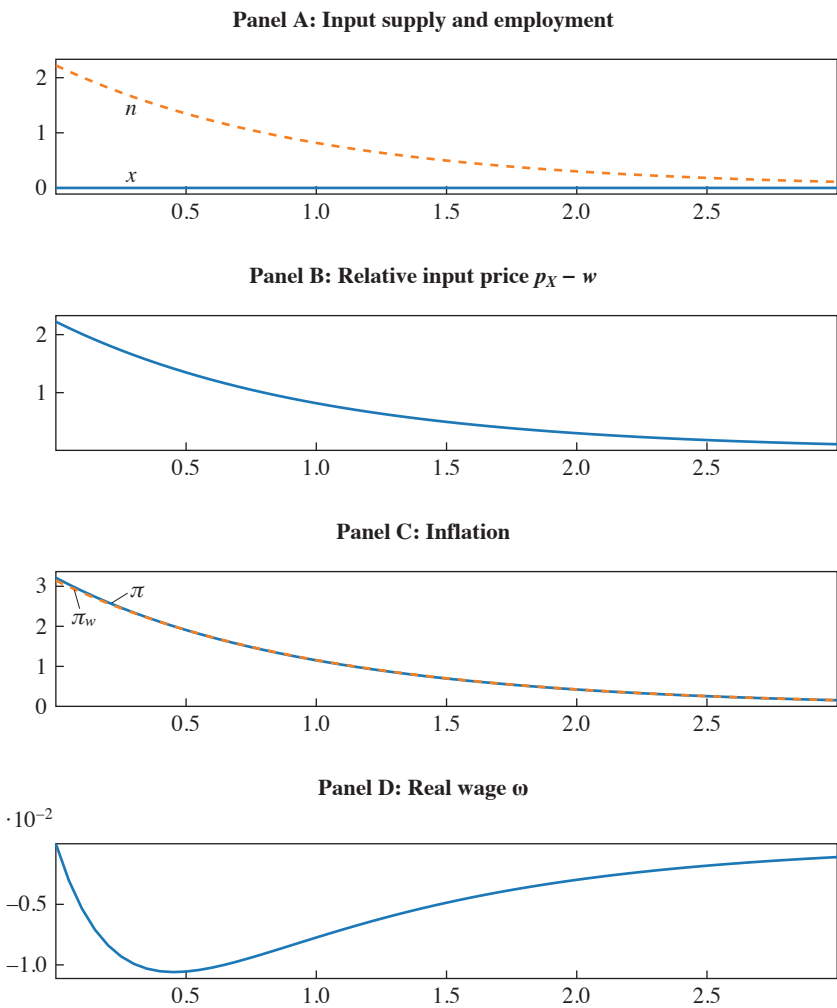 Panel A: Input supply and employment
2
n
1
x
0
0.5 1.0 1.5 2.0 2.5
Panel B: Relative input price pX − w
2
1
0.5 1.0 1.5 2.0 2.5
Panel C: Inflation
3
π
πw
2
1
0
0.5 1.0 1.5 2.0 2.5
Panel D: Real wage ω
·10−2
−0.5
−1.0
0.5 1.0 1.5 2.0 2.5